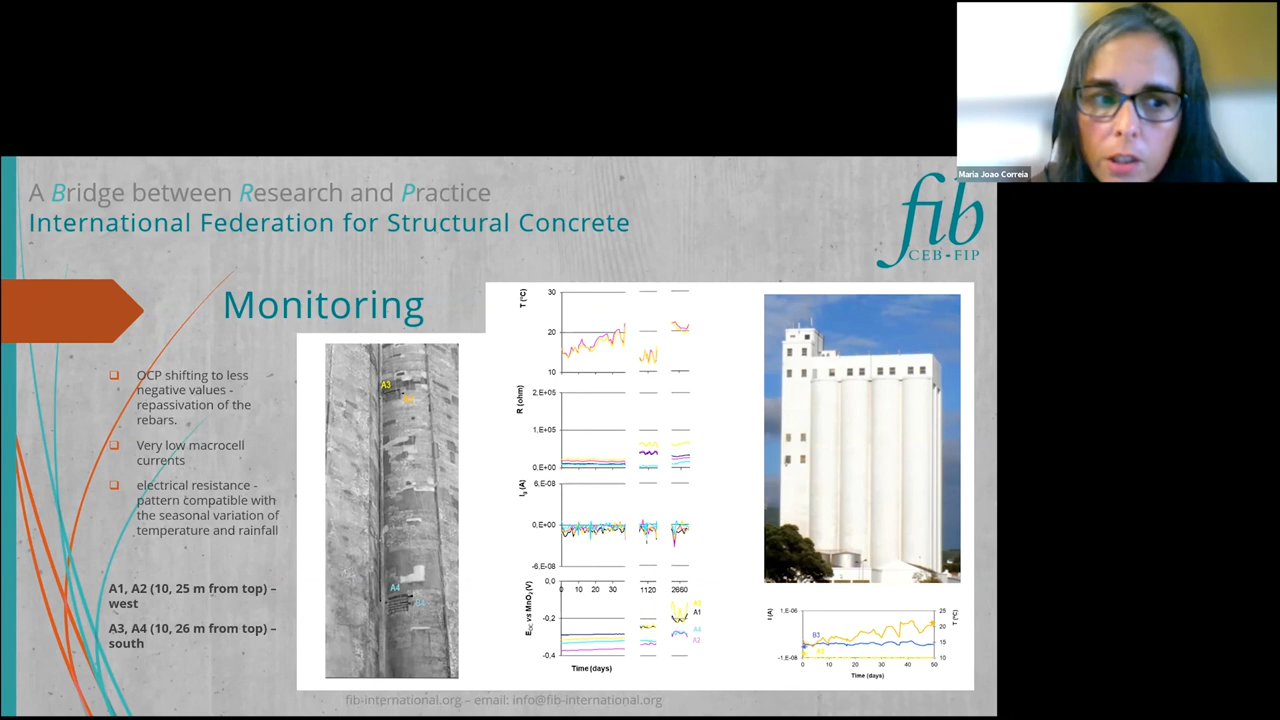 Maria Joao Correia
A Bridge between Research and Practice
International Federation for Structural Concrete
fib
CEB-FIP
Monitoring
OCP shifting to less
negative values -
repassivation of the
rebars.
Very low macrocell
currents
electrical resistance -
pattern compatible with
the seasonal variation of
temperature and rainfall
A1, A2 (10, 25 m from top) –
west
A3, A4 (10, 26 m from top) –
south
A3
A4
T (°C)
30
20
10
R (ohm)
2,E+05
1,E+05
0,E+00
6,E-08
0,E+00
-6,E-08
0,0
-0,2
-0,4
0 10 20 30 1120 2660
A1
A4
A2
Time (days)
I (A)
1,E-06
-1,E-08
B3
25
20
15
10
T (°C)
0 10 20 30 40 50
Time (days)
fib-international.org – email: info@fib-international.org